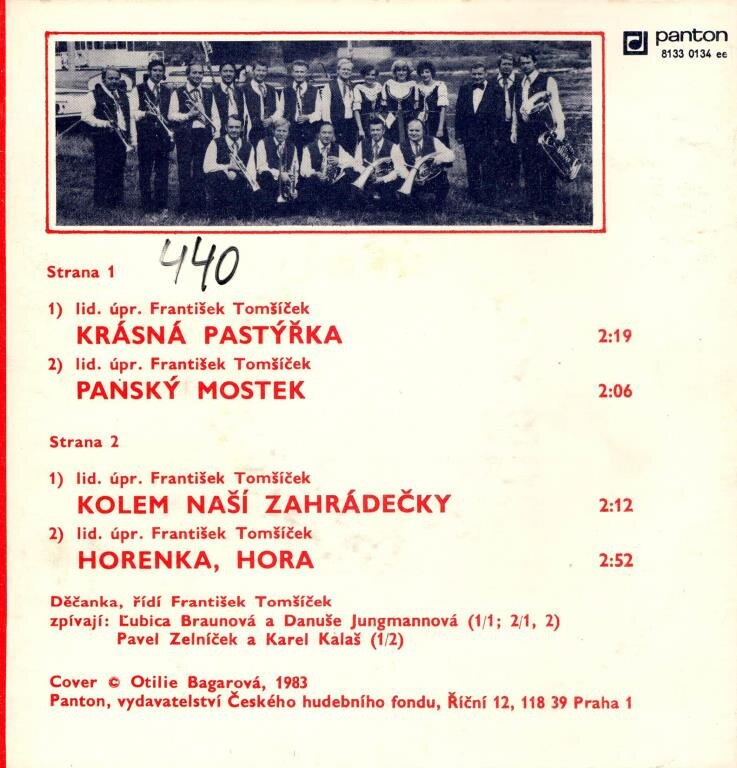 panton
8133 0134 ee
440
Strana 1
1) lid. úpr. František Tomšíček
KRÁSNÁ PASTÝŘKA 2:19
2) lid. úpr. František Tomšíček
PANSKÝ MOSTEK 2:06
Strana 2
1) lid. úpr. František Tomšíček
KOLEM NAŠÍ ZAHRÁDEČKY 2:12
2) lid. úpr. František Tomšíček
HORENKA, HORA 2:52
Děčanka, řídí František Tomšíček
zpívají: Ľubica Braunová a Danuše Jungmannová (1/1; 2/1, 2)
Pavel Zelníček a Karel Kalaš (1/2)
Cover © Otilie Bagarová, 1983
Panton, vydavatelství Českého hudebního fondu, Říční 12, 118 39 Praha 1